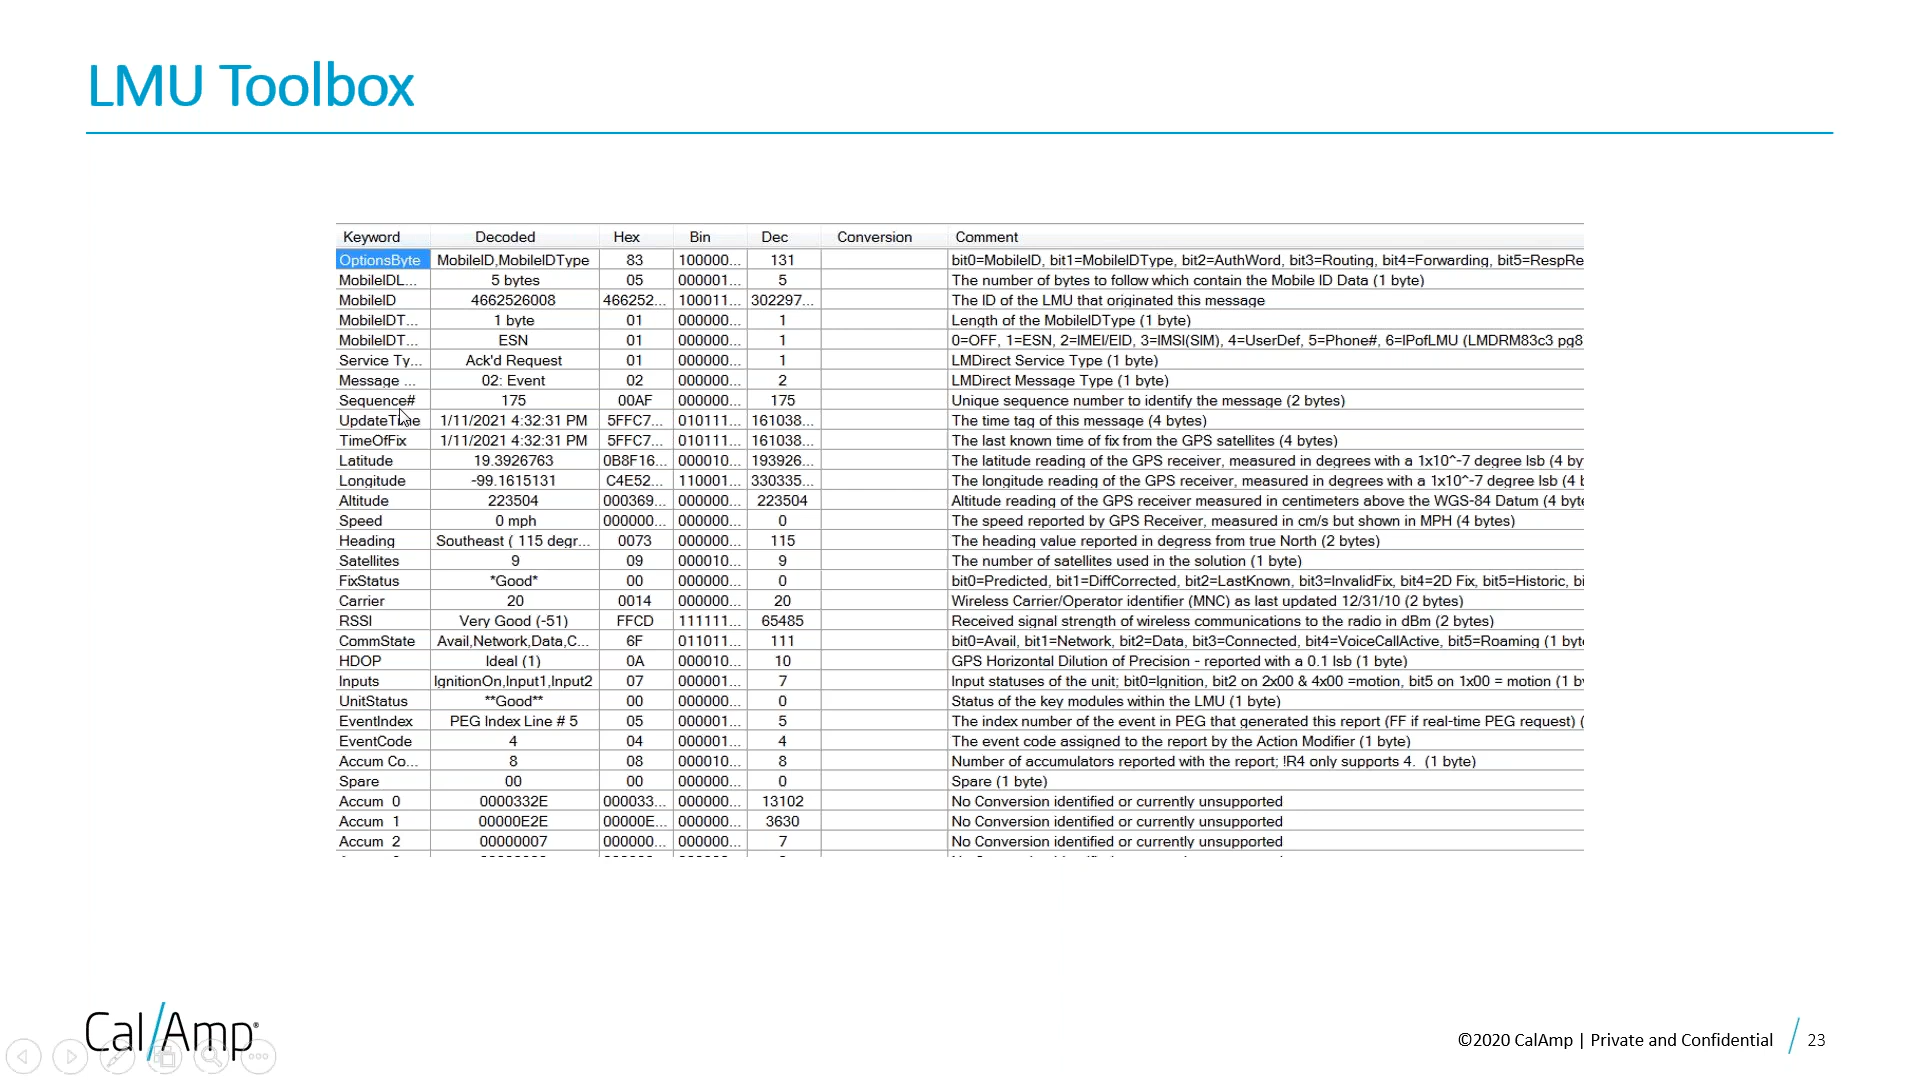 LMU Toolbox
Keyword Decoded Hex Bin Dec Conversion Comment
OptionsByte MobileID,MobileIDType 83 100000... 131 bit0=MobileID, bit1=MobileIDType, bit2=AuthWord, bit3=Routing, bit4=Forwarding, bit5=RespRe
MobileIDL... 5 bytes 05 000001... 5 The number of bytes to follow which contain the Mobile ID Data (1 byte)
MobileID 4662526008 466252... 100011... 302297... The ID of the LMU that originated this message
MobileIDT... 1 byte 01 000000... 1 Length of the MobileIDType (1 byte)
MobileIDT... ESN 01 000000... 1 0=OFF, 1=ESN, 2=IMEI/EID, 3=IMSI(SIM), 4=UserDef, 5=Phone#, 6=IPofLMU (LMDRM83c3 pg8
Service Ty... Ack'd Request 01 000000... 1 LMDirect Service Type (1 byte)
Message ... 02: Event 02 000000... 2 LMDirect Message Type (1 byte)
Sequence# 175 00AF 000000... 175 Unique sequence number to identify the message (2 bytes)
UpdateTime 1/11/2021 4:32:31 PM 5FFC7... 010111... 161038... The time tag of this message (4 bytes)
TimeOfFix 1/11/2021 4:32:31 PM 5FFC7... 010111... 161038... The last known time of fix from the GPS satellites (4 bytes)
Latitude 19.3926763 0B8F16... 000010... 193926... The latitude reading of the GPS receiver, measured in degrees with a 1x10^-7 degree lsb (4 by
Longitude -99.1615131 C4E52... 110001... 330335... The longitude reading of the GPS receiver, measured in degrees with a 1x10^-7 degree lsb (4 b
Altitude 223504 000369... 000000... 223504 Altitude reading of the GPS receiver measured in centimeters above the WGS-84 Datum (4 byte
Speed 0 mph 000000... 000000... 0 The speed reported by GPS Receiver, measured in cm/s but shown in MPH (4 bytes)
Heading Southeast ( 115 degr... 0073 000000... 115 The heading value reported in degress from true North (2 bytes)
Satellites 9 09 000010... 9 The number of satellites used in the solution (1 byte)
FixStatus *Good* 00 000000... 0 bit0=Predicted, bit1=DiffCorrected, bit2=LastKnown, bit3=InvalidFix, bit4=2D Fix, bit5=Historic, bi
Carrier 20 0014 000000... 20 Wireless Carrier/Operator identifier (MNC) as last updated 12/31/10 (2 bytes)
RSSI Very Good (-51) FFCD 111111... 65485 Received signal strength of wireless communications to the radio in dBm (2 bytes)
CommState Avail,Network,Data,C... 6F 011011... 111 bit0=Avail, bit1=Network, bit2=Data, bit3=Connected, bit4=VoiceCallActive, bit5=Roaming (1 byte
HDOP Ideal (1) 0A 000010... 10 GPS Horizontal Dilution of Precision - reported with a 0.1 lsb (1 byte)
Inputs IgnitionOn,Input1,Input2 07 000001... 7 Input statuses of the unit; bit0=Ignition, bit2 on 2x00 & 4x00 =motion, bit5 on 1x00 = motion (1 by
UnitStatus **Good** 00 000000... 0 Status of the key modules within the LMU (1 byte)
EventIndex PEG Index Line # 5 05 000001... 5 The index number of the event in PEG that generated this report (FF if real-time PEG request) (
EventCode 4 04 000001... 4 The event code assigned to the report by the Action Modifier (1 byte)
Accum Co... 8 08 000010... 8 Number of accumulators reported with the report; !R4 only supports 4. (1 byte)
Spare 00 00 000000... 0 Spare (1 byte)
Accum 0 0000332E 000033... 000000... 13102 No Conversion identified or currently unsupported
Accum 1 00000E2E 00000E... 000000... 3630 No Conversion identified or currently unsupported
Accum 2 00000007 000000... 000000... 7 No Conversion identified or currently unsupported
Cal/Amp®
©2020 CalAmp | Private and Confidential 23